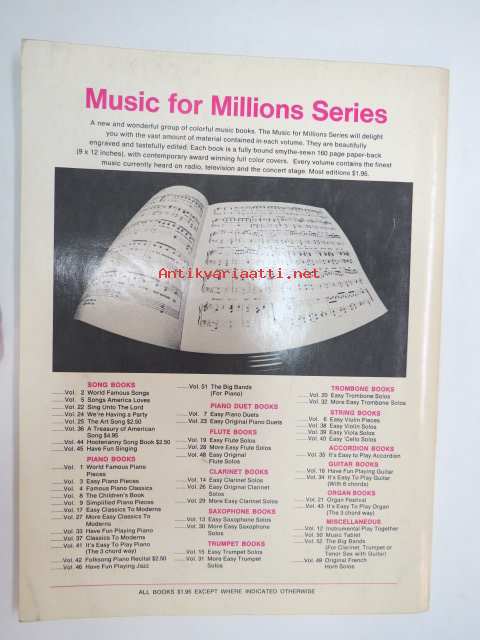 Music for Millions Series
A new and wonderful group of colorful music books. The Music for Millions Series will delight
you with the vast amount of material contained in each volume. They are beautifully
engraved and tastefully edited. Each book is a fully bound smythe-sewn 160 page paper-back
(9 x 12 inches), with contemporary award winning full color covers. Every volume contains the finest
music currently heard on radio, television and the concert stage. Most editions $1.95.
Antikvariaatti.net
SONG BOOKS
Vol. 2 World Famous Songs
Vol. 5 Songs America Loves
Vol. 22 Sing Unto The Lord
Vol. 24 We're Having a Party
Vol. 25 The Art Song $2.50
Vol. 36 A Treasury of American
Song $4.95
Vol. 44 Hootenanny Song Book $2.50
Vol. 45 Have Fun Singing
PIANO BOOKS
Vol. 1 World Famous Piano
Pieces
Vol. 3 Easy Piano Pieces
Vol. 4 Famous Piano Classics
Vol. 8 The Children's Book
Vol. 9 Simplified Piano Pieces
Vol. 17 Easy Classics To Moderns
Vol. 27 More Easy Classics To
Moderns
Vol. 33 Have Fun Playing Piano
Vol. 37 Classics To Moderns
Vol. 41 It's Easy To Play Piano
(The 3 chord way)
Vol. 42 Folksong Piano Recital $2.50
Vol. 46 Have Fun Playing Jazz
Vol. 51 The Big Bands
(For Piano)
PIANO DUET BOOKS
Vol. 7 Easy Piano Duets
Vol. 23 Easy Original Piano Duets
FLUTE BOOKS
Vol. 19 Easy Flute Solos
Vol. 28 More Easy Flute Solos
Vol. 48 Easy Original
Flute Solos
CLARINET BOOKS
Vol. 14 Easy Clarinet Solos
Vol. 26 Easy Original Clarinet
Solos
Vol. 29 More Easy Clarinet Solos
SAXOPHONE BOOKS
Vol. 13 Easy Saxophone Solos
Vol. 30 More Easy Saxophone
Solos
TRUMPET BOOKS
Vol. 15 Easy Trumpet Solos
Vol. 31 More Easy Trumpet
Solos
TROMBONE BOOKS
Vol. 20 Easy Trombone Solos
Vol. 32 More Easy Trombone Solos
STRING BOOKS
Vol. 6 Easy Violin Pieces
Vol. 38 Easy Violin Solos
Vol. 39 Easy Viola Solos
Vol. 40 Easy 'Cello Solos
ACCORDION BOOKS
Vol. 35 It's Easy to Play Accordion
GUITAR BOOKS
Vol. 16 Have Fun Playing Guitar
Vol. 34 It's Easy To Play Guitar
(With 6 chords)
ORGAN BOOKS
Vol. 21 Organ Festival
Vol. 43 It's Easy To Play Organ
(The 3 chord way)
MISCELLANEOUS
Vol. 12 Instrumental Play Together
Vol. 50 Music Tablet
Vol. 52 The Big Bands
(For Clarinet, Trumpet or
Tenor Sax with Guitar)
Vol. 49 Original French
Horn Solos
ALL BOOKS $1.95 EXCEPT WHERE INDICATED OTHERWISE